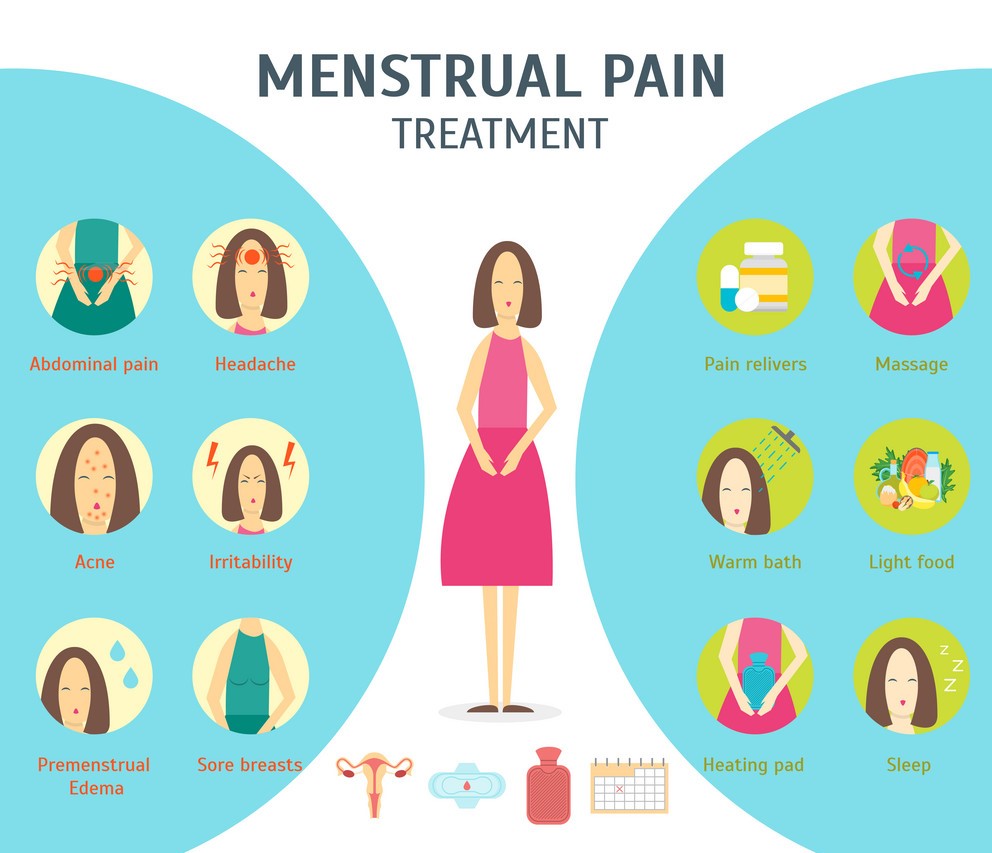 MENSTRUAL PAIN
TREATMENT
Abdominal pain
Headache
Acne
Irritability
Premenstrual
Edema
Sore breasts
Pain relivers
Massage
Warm bath
Light food
Heating pad
Z
Z
Z
Sleep